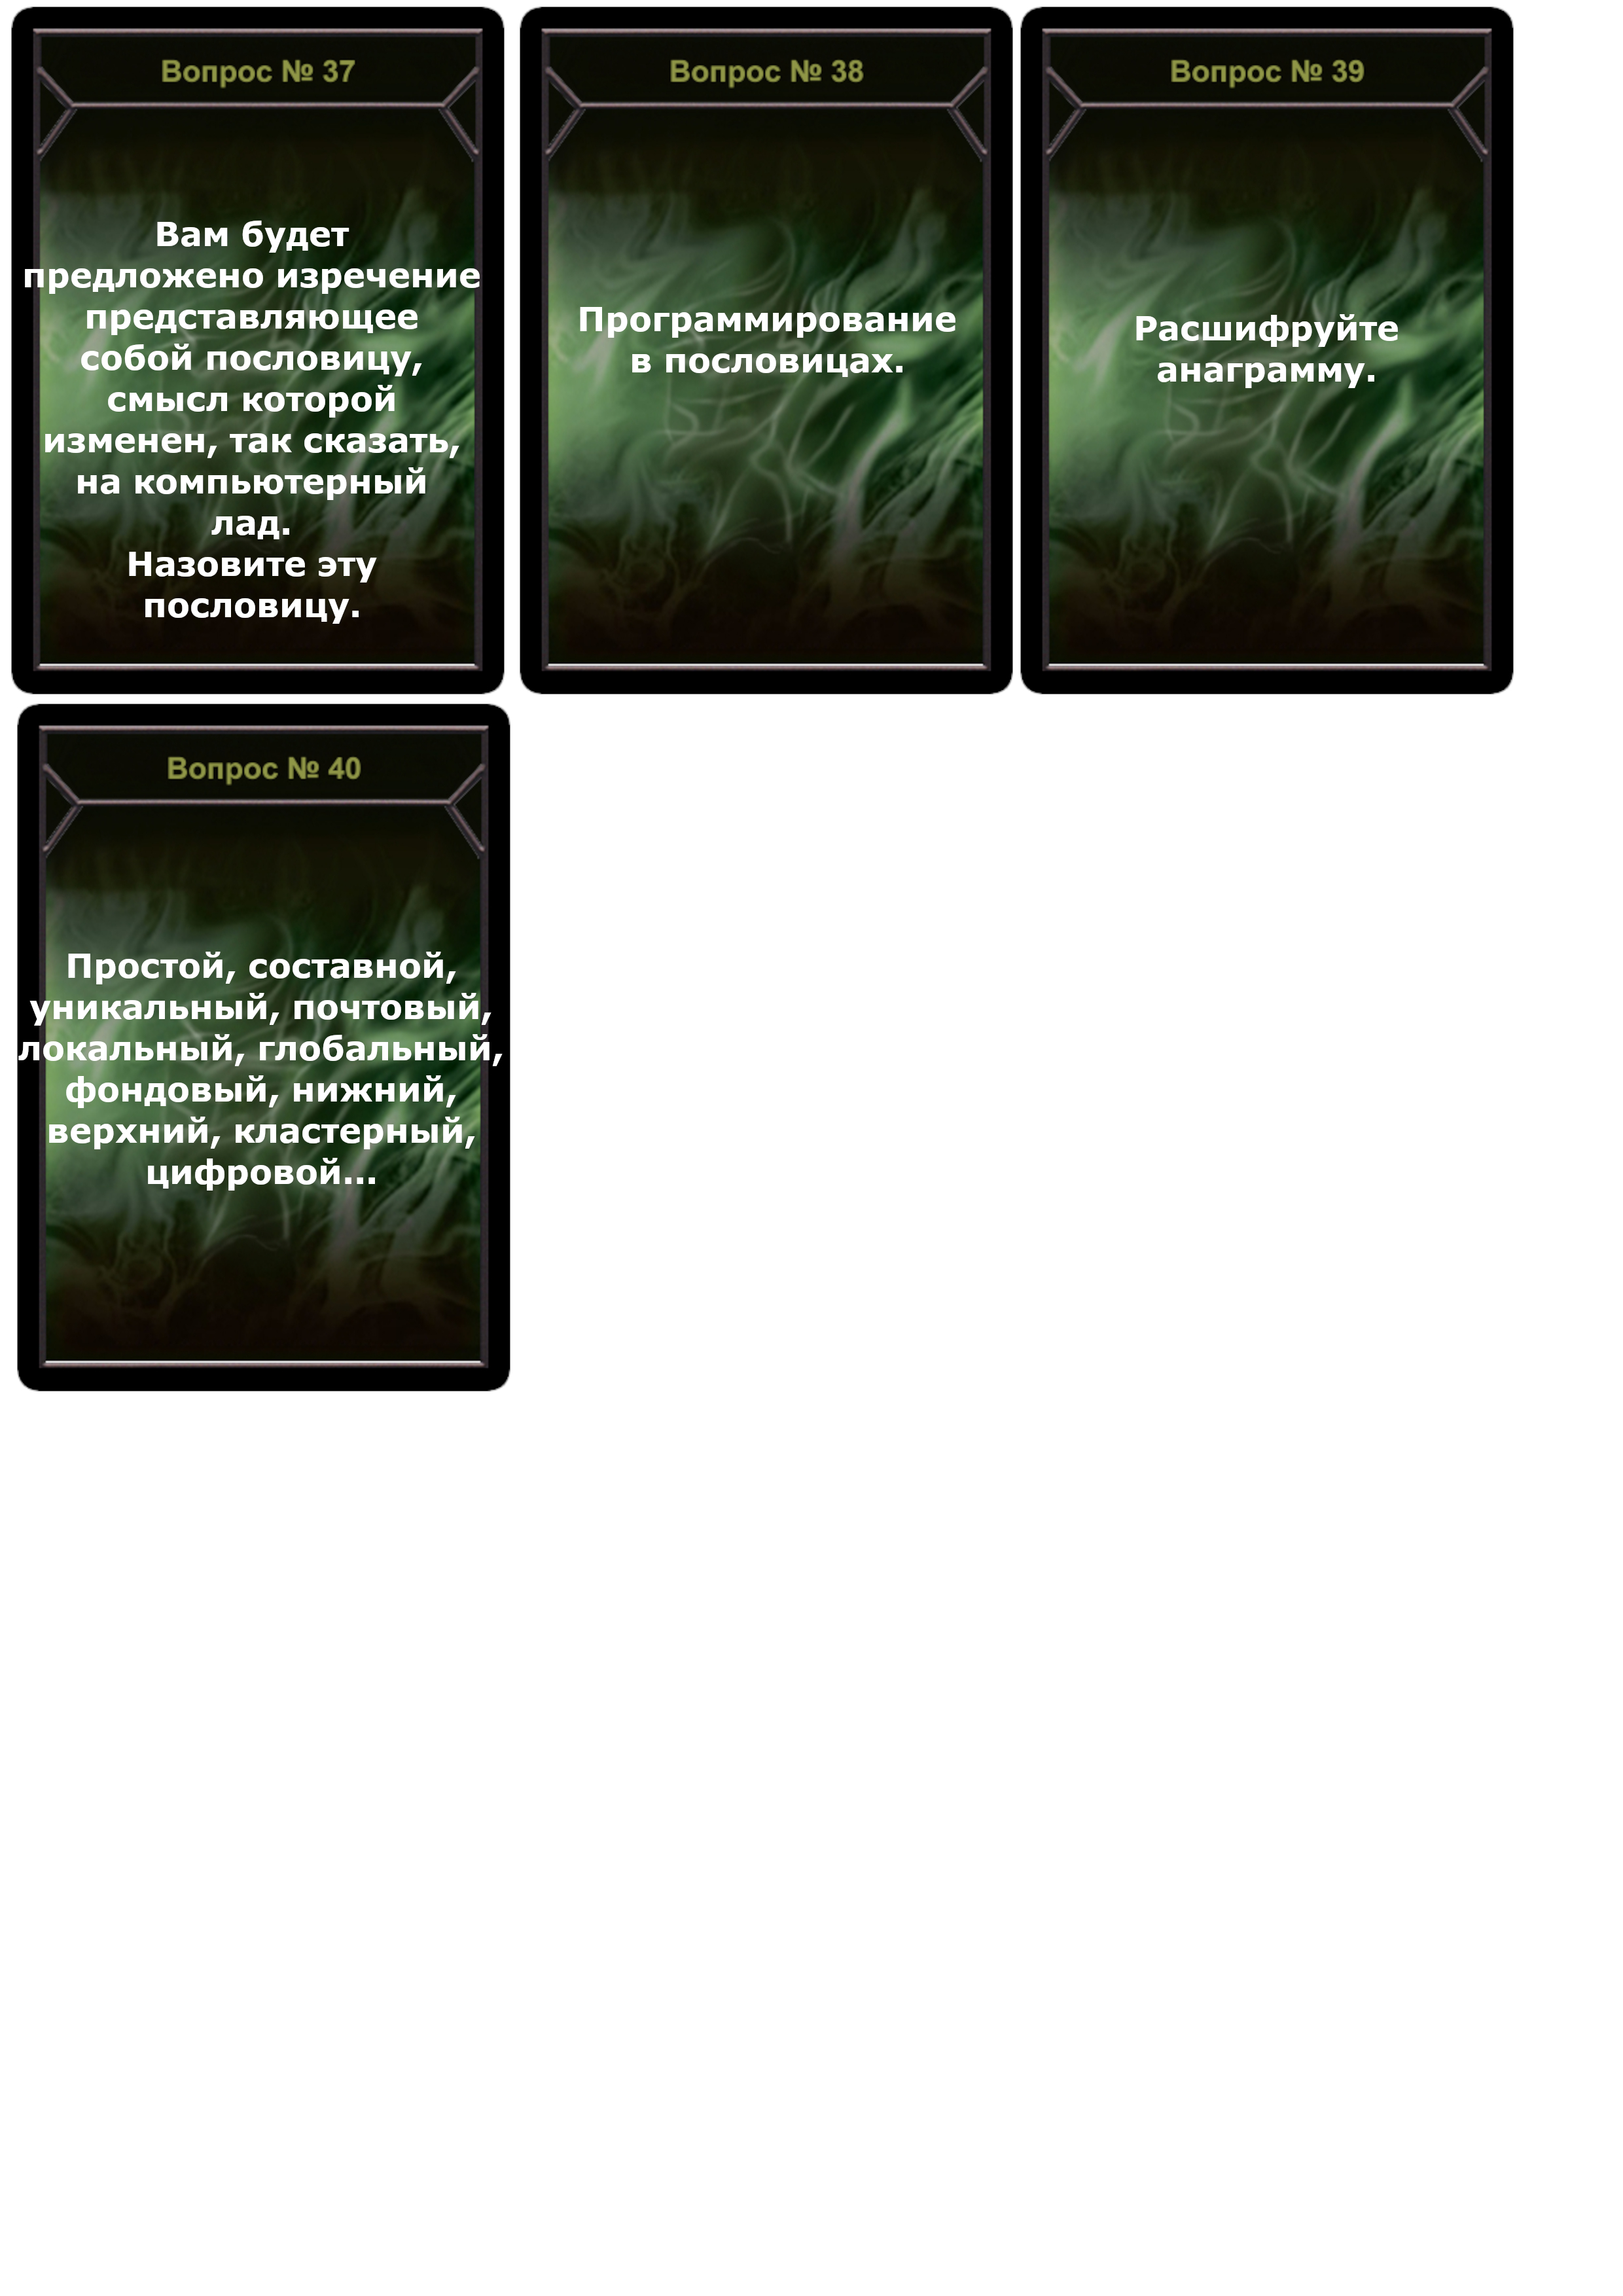 Вопрос № 37
Вам будет
предложено изречение
представляющее
собой пословицу,
смысл которой
изменен, так сказать,
на компьютерный
лад.
Назовите эту
пословицу.
Вопрос № 38
Программирование
в пословицах.
Вопрос № 39
Расшифруйте
анаграмму.
Вопрос № 40
Простой, составной,
уникальный, почтовый,
локальный, глобальный,
фондовый, нижний,
верхний, кластерный,
цифровой...